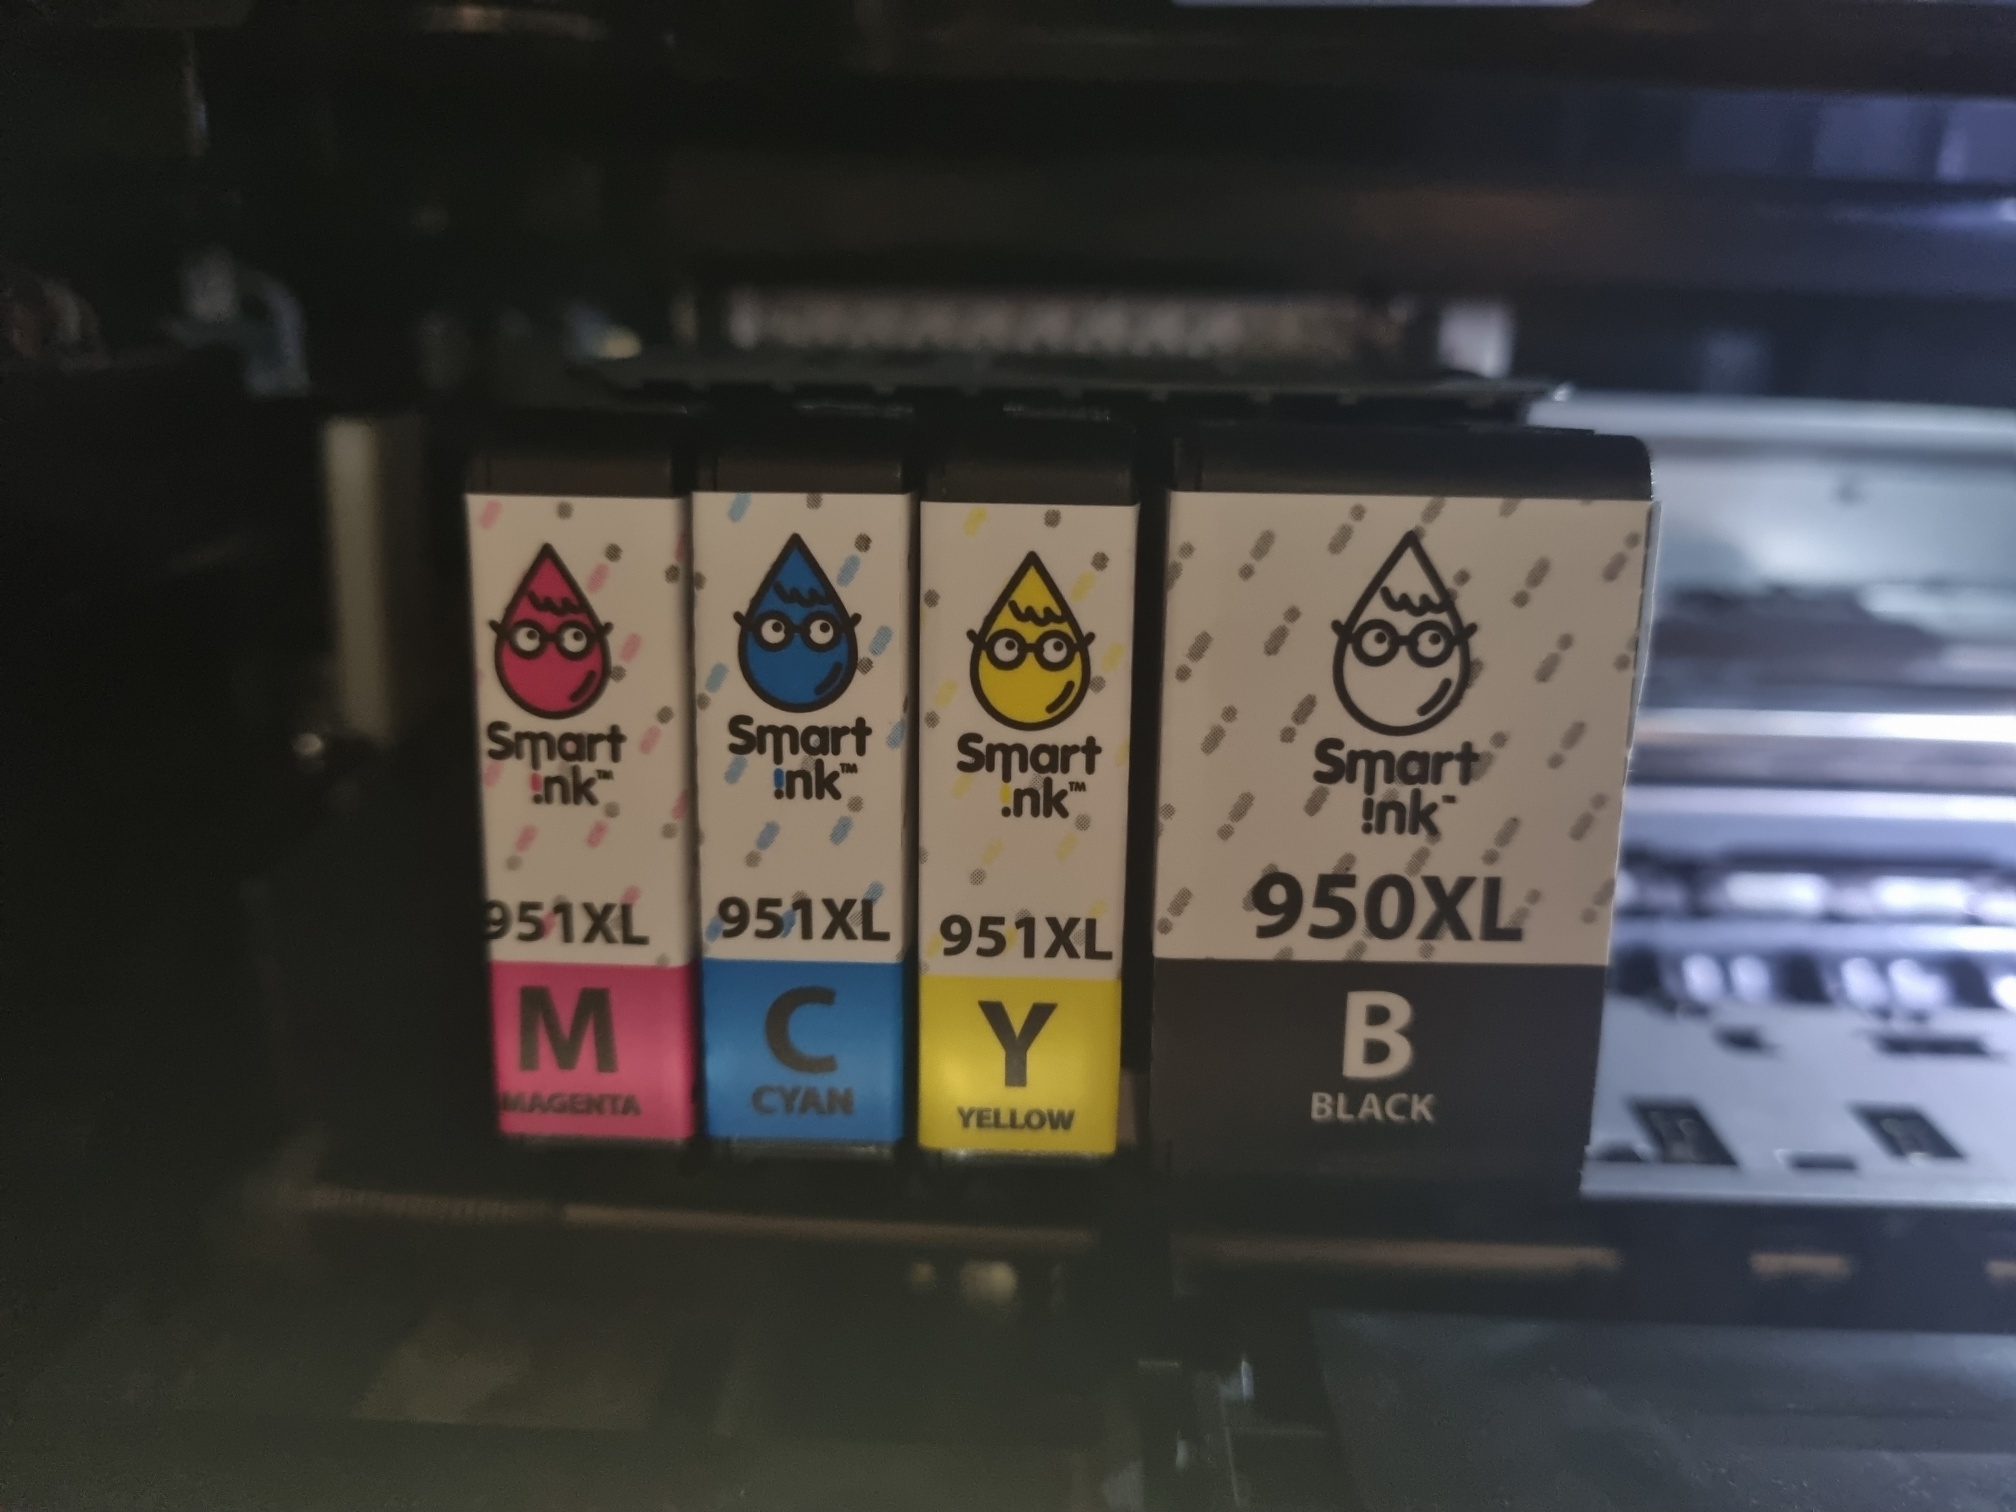 Smart
!nk™
951XL
M
MAGENTA
Smart
!nk™
951XL
C
CYAN
Smart
!nk™
951XL
Y
YELLOW
Smart
!nk™
950XL
B
BLACK